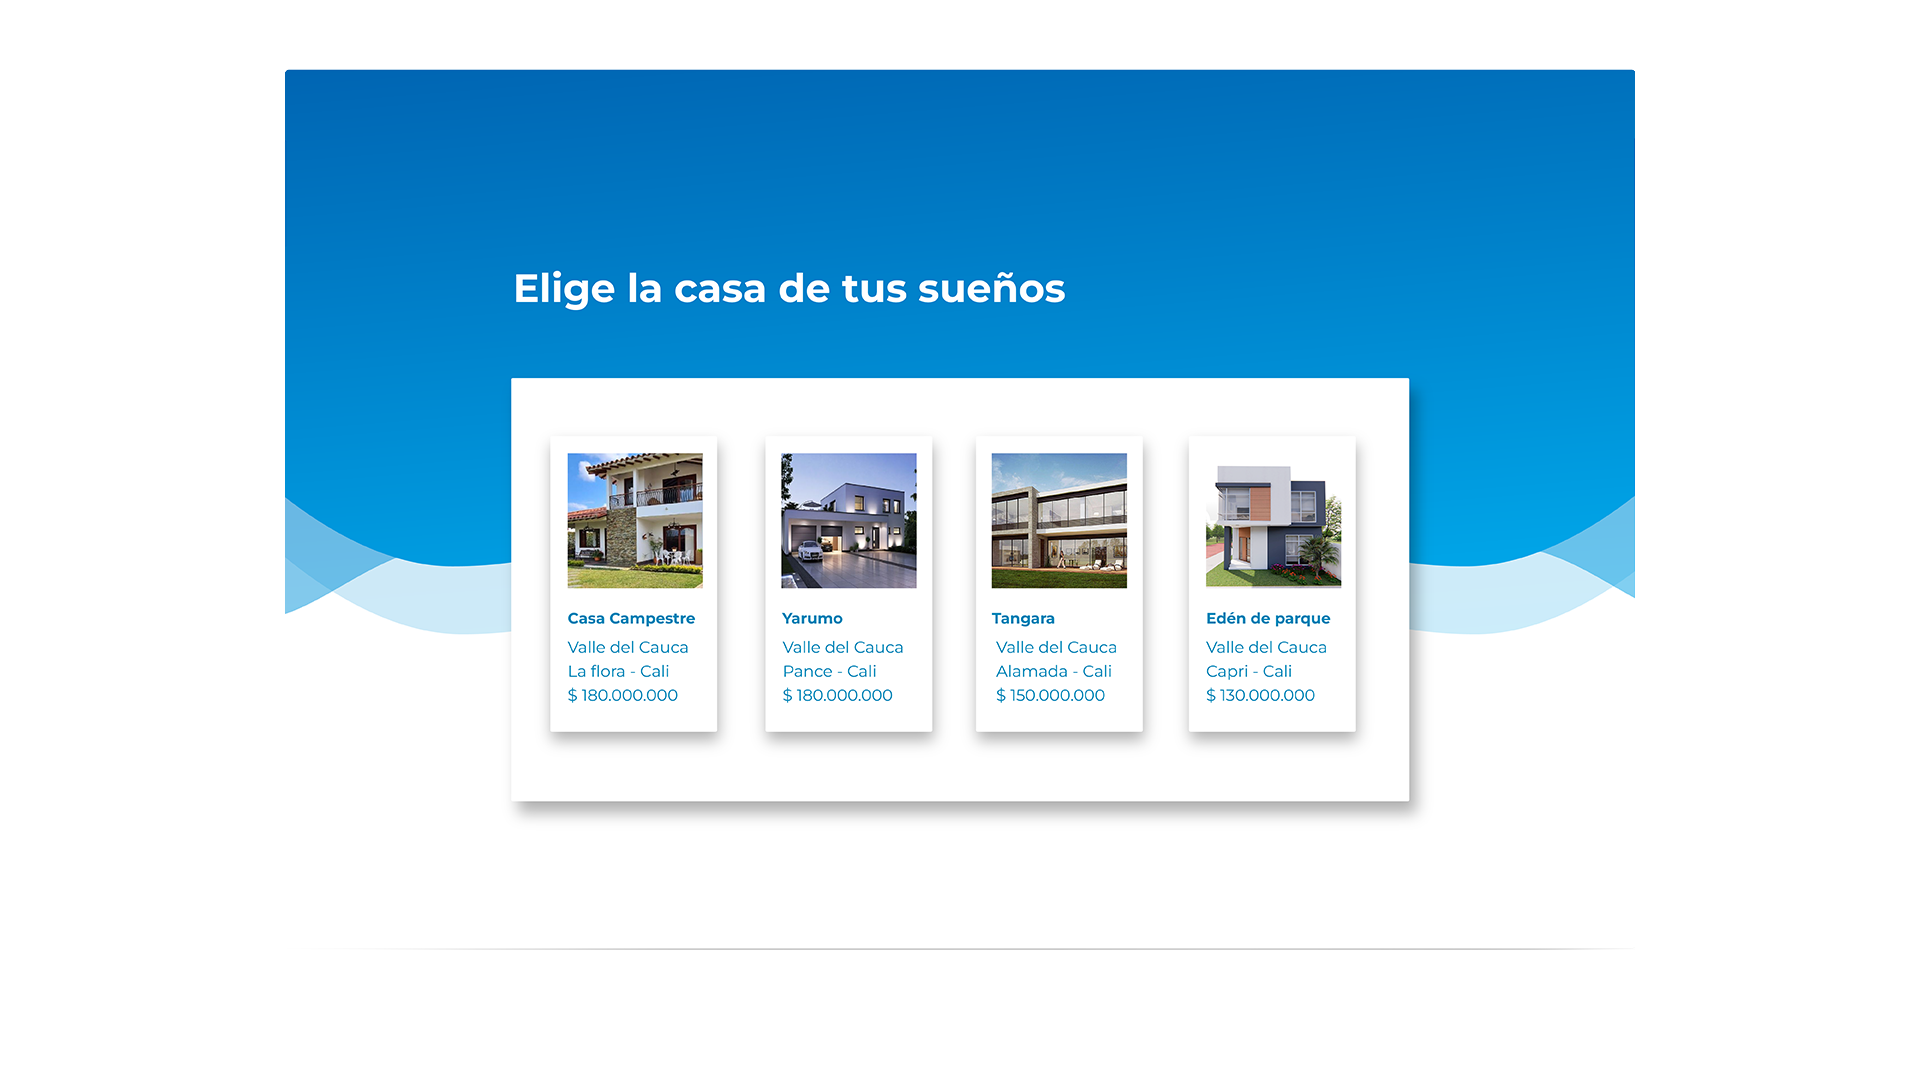 Elige la casa de tus sueños
Casa Campestre
Valle del Cauca
La flora - Cali
$ 180.000.000
Yarumo
Valle del Cauca
Pance - Cali
$ 180.000.000
Tangara
Valle del Cauca
Alamada - Cali
$ 150.000.000
Edén de parque
Valle del Cauca
Capri - Cali
$ 130.000.000